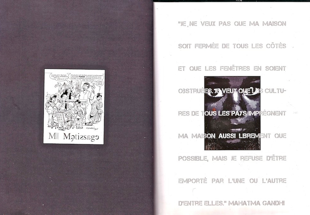 Mℓ Métissage
"JE NE VEUX PAS QUE MA MAISON
SOIT FERMÉE DE TOUS LES CÔTÉS
ET QUE LES FENÊTRES EN SOIENT
OBSTRUÉES. JE VEUX QUE LES CULTU-
RES DE TOUS LES PAYS IMPRÈGNENT
MA MAISON AUSSI LIBREMENT QUE
POSSIBLE, MAIS JE REFUSE D'ÊTRE
EMPORTÉ PAR L'UNE OU L'AUTRE
D'ENTRE ELLES." MAHATMA GANDHI